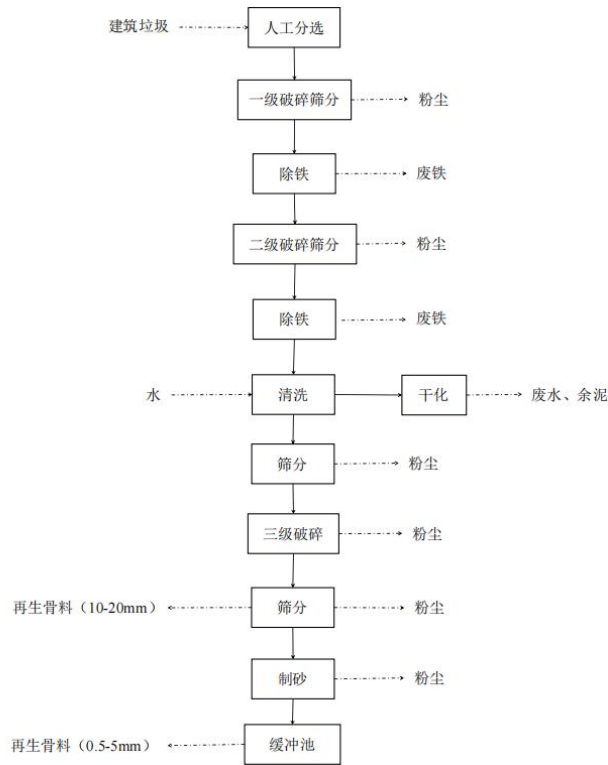 建筑垃圾 人工分选
一级破碎筛分 粉尘
除铁 废铁
二级破碎筛分 粉尘
除铁 废铁
水 清洗 干化 废水、余泥
筛分 粉尘
三级破碎 粉尘
再生骨料（10-20mm） 筛分 粉尘
制砂 粉尘
再生骨料（0.5-5mm） 缓冲池